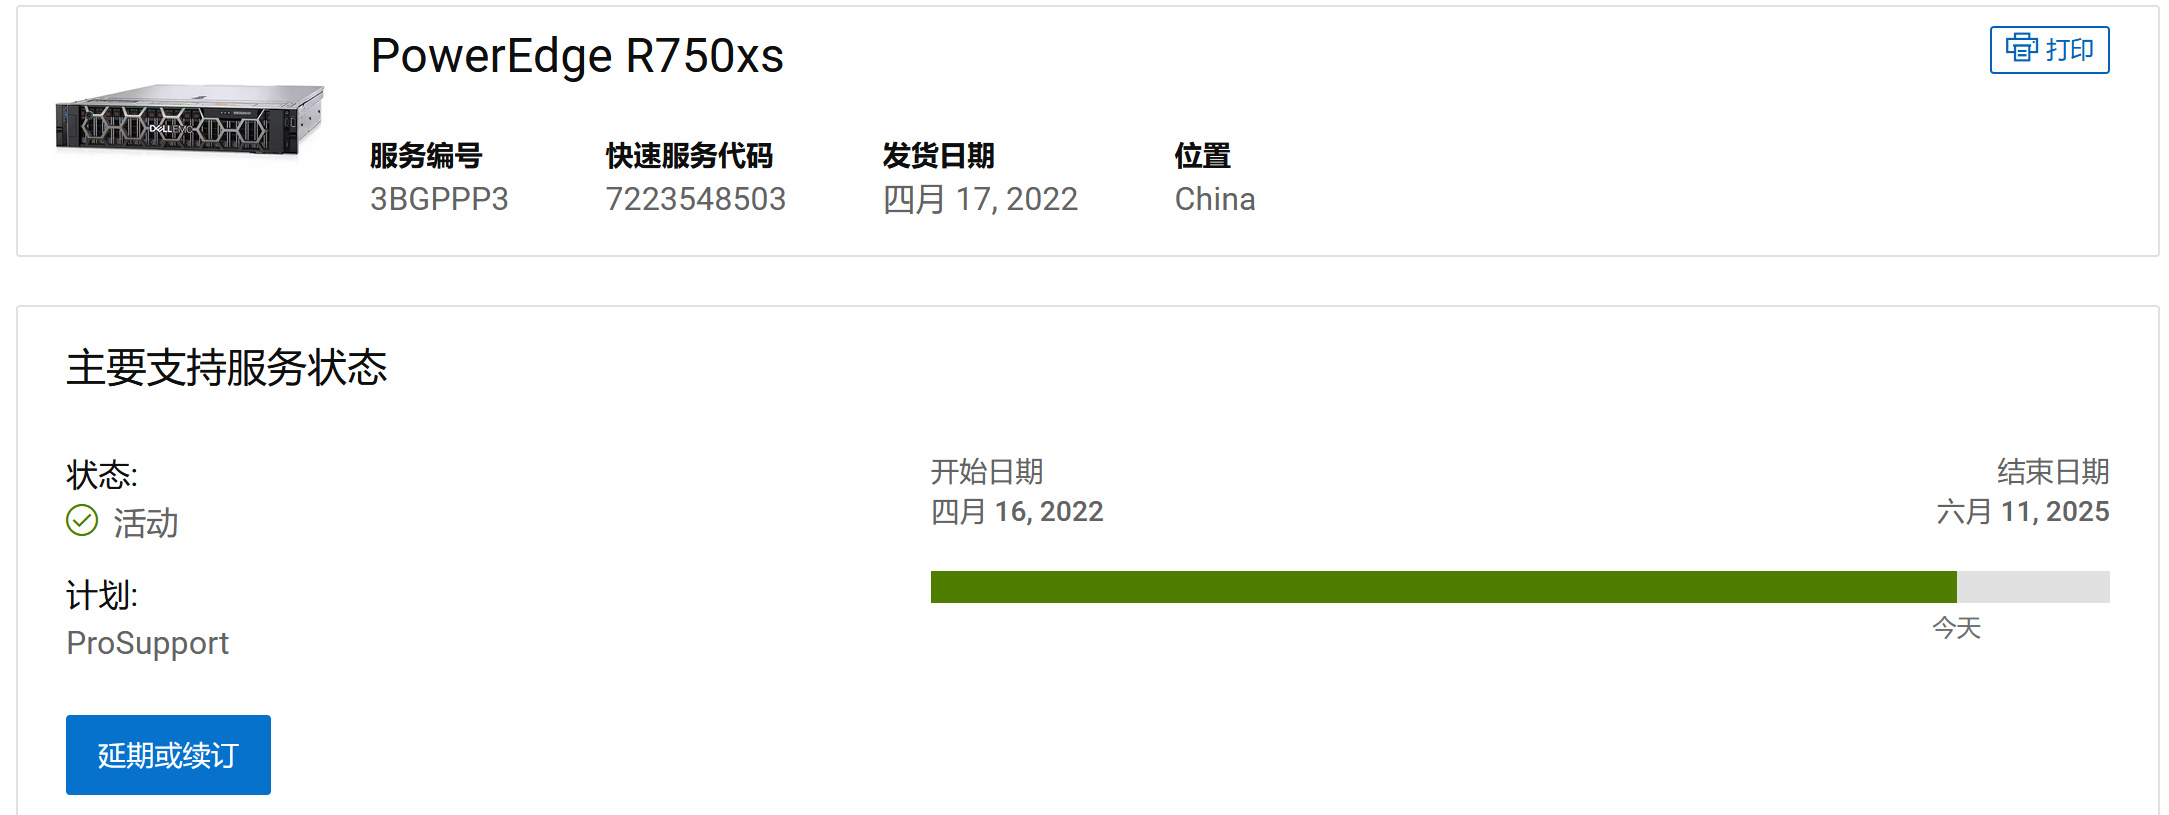 PowerEdge R750xs
打印
DELLEMC
服务编号
快速服务代码
发货日期
位置
3BGPPP3
7223548503
四月 17, 2022
China
主要支持服务状态
状态:
活动
开始日期
四月 16, 2022
结束日期
六月 11, 2025
今天
计划:
ProSupport
延期或续订